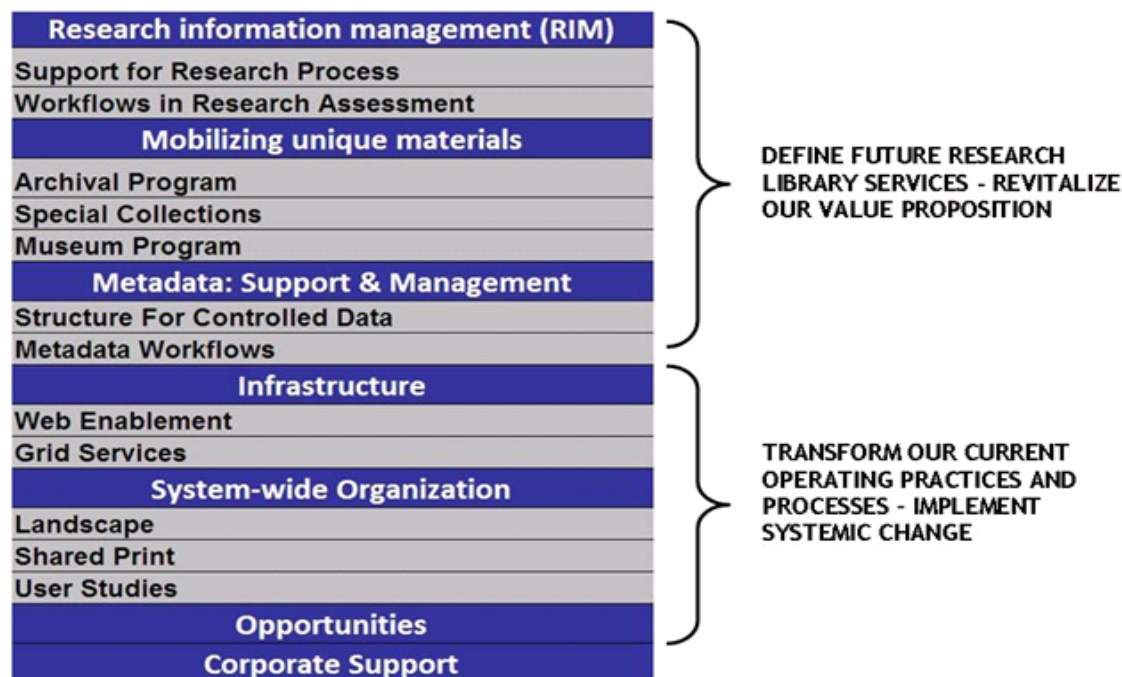 Research information management (RIM)
Support for Research Process
Workflows in Research Assessment
Mobilizing unique materials
Archival Program
Special Collections
Museum Program
Metadata: Support & Management
Structure For Controlled Data
Metadata Workflows
Infrastructure
Web Enablement
Grid Services
System-wide Organization
Landscape
Shared Print
User Studies
Opportunities
Corporate Support
DEFINE FUTURE RESEARCH
LIBRARY SERVICES - REVITALIZE
OUR VALUE PROPOSITION
TRANSFORM OUR CURRENT
OPERATING PRACTICES AND
PROCESSES - IMPLEMENT
SYSTEMIC CHANGE